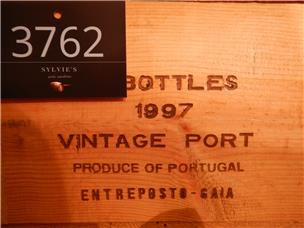 3762
SYLVIE'S
BOTTLES
1997
VINTAGE PORT
PRODUCE OF PORTUGAL
ENTREPOSTO-GAIA